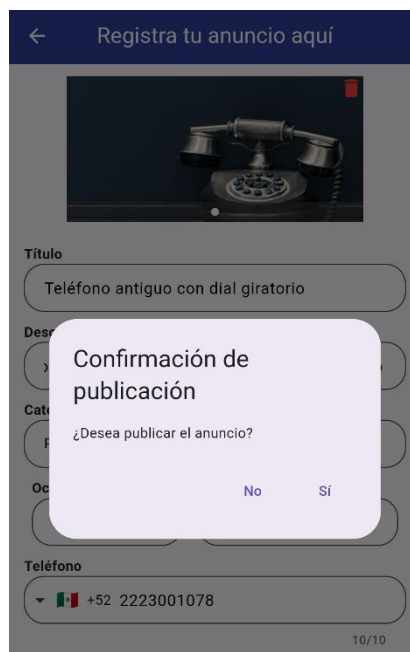 Registra tu anuncio aquí
Título
Teléfono antiguo con dial giratorio
Confirmación de
publicación
¿Desea publicar el anuncio?
No Sí
Teléfono
+52 2223001078
10/10